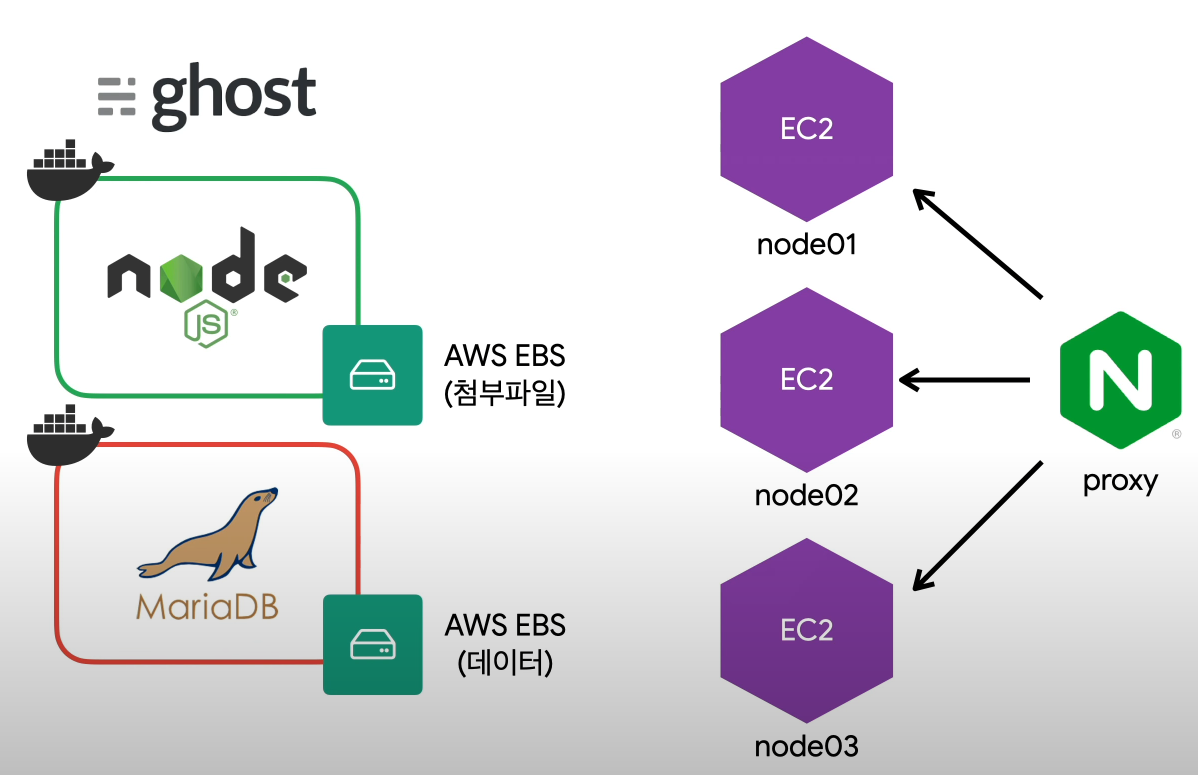 ghost
node
JS®
AWS EBS
(첨부파일)
MariaDB
AWS EBS
(데이터)
EC2
node01
EC2
node02
EC2
node03
N
®
proxy